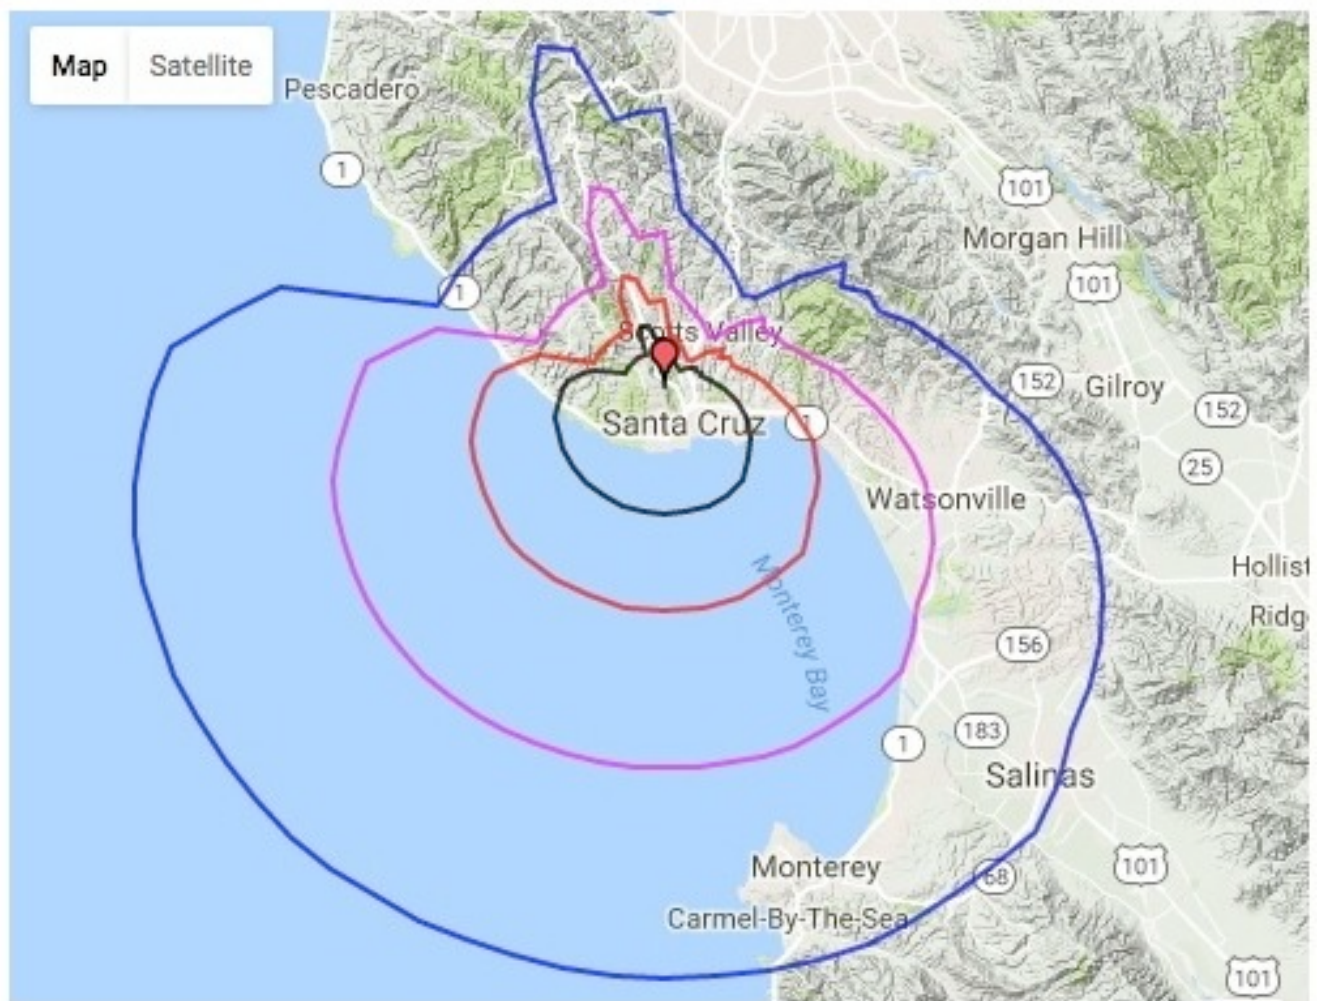 Map Satellite
Pescadero
1
101
Morgan Hill
101
1
Scotts Valley
152
Gilroy
152
Santa Cruz
1
25
Watsonville
Hollist
Monterey Bay
Ridg
156
183
1
Salinas
Monterey
68
101
Carmel-By-The-Sea
101